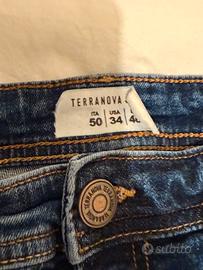 TERRANOVA
ITA USA
50 34
TERRANOVA
subito